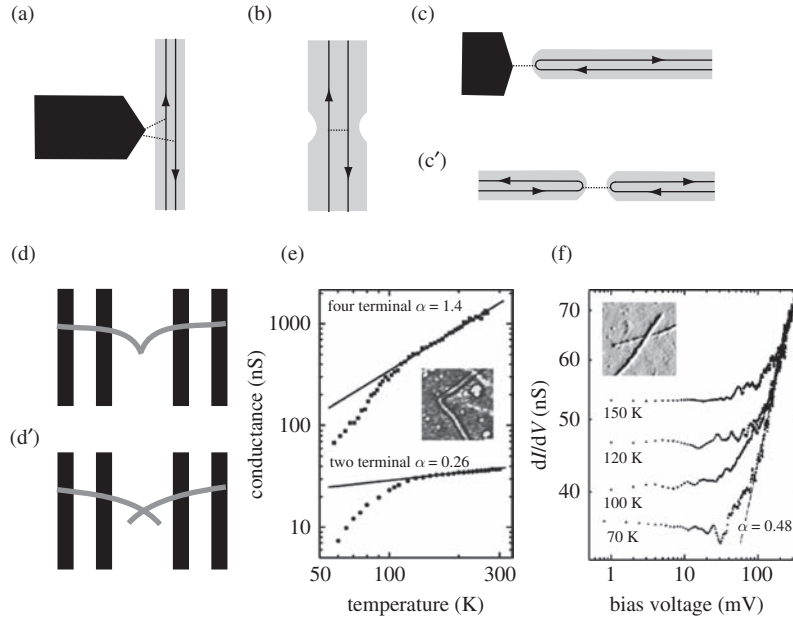 (a)
(b)
(c)
(c′)
(d)
(d′)
(e)
four terminal α = 1.4
two terminal α = 0.26
1000
100
10
conductance (nS)
50
100
300
temperature (K)
(f)
70
60
50
40
dI/dV (nS)
150 K
120 K
100 K
70 K
α = 0.48
1
10
100
bias voltage (mV)